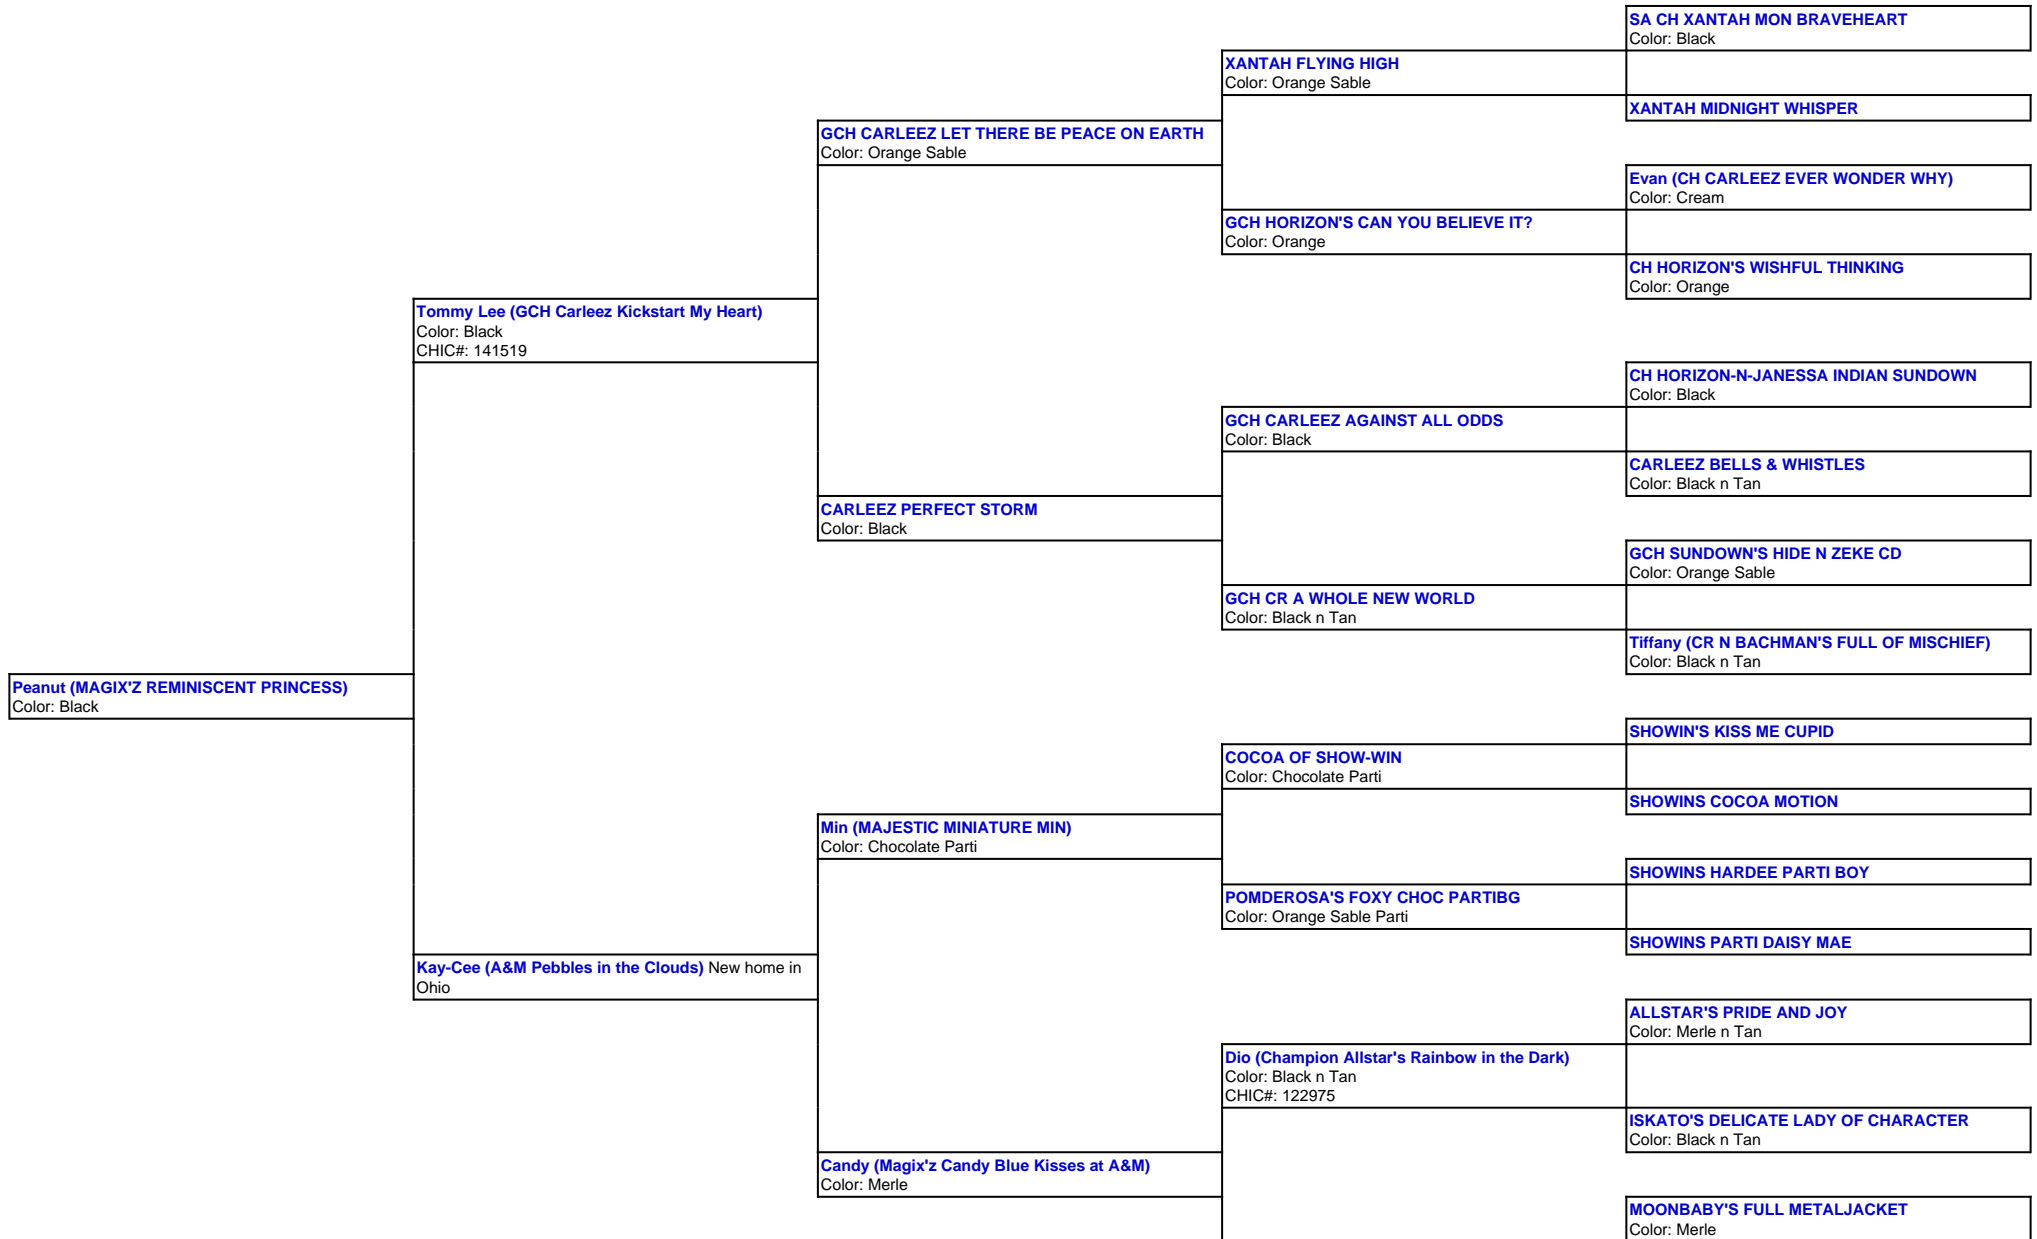 SA CH XANTAH MON BRAVEHEART
Color: Black
XANTAH FLYING HIGH
Color: Orange Sable
XANTAH MIDNIGHT WHISPER
GCH CARLEEZ LET THERE BE PEACE ON EARTH
Color: Orange Sable
Evan (CH CARLEEZ EVER WONDER WHY)
Color: Cream
GCH HORIZON'S CAN YOU BELIEVE IT?
Color: Orange
CH HORIZON'S WISHFUL THINKING
Color: Orange
Tommy Lee (GCH Carleez Kickstart My Heart)
Color: Black
CHIC#: 141519
CH HORIZON-N-JANESSA INDIAN SUNDOWN
Color: Black
GCH CARLEEZ AGAINST ALL ODDS
Color: Black
CARLEEZ BELLS & WHISTLES
Color: Black n Tan
CARLEEZ PERFECT STORM
Color: Black
GCH SUNDOWN'S HIDE N ZEKE CD
Color: Orange Sable
GCH CR A WHOLE NEW WORLD
Color: Black n Tan
Tiffany (CR N BACHMAN'S FULL OF MISCHIEF)
Color: Black n Tan
Peanut (MAGIX'Z REMINISCENT PRINCESS)
Color: Black
SHOWIN'S KISS ME CUPID
COCOA OF SHOW-WIN
Color: Chocolate Parti
SHOWINS COCOA MOTION
Min (MAJESTIC MINIATURE MIN)
Color: Chocolate Parti
SHOWINS HARDEE PARTI BOY
POMDEROSA'S FOXY CHOC PARTIBG
Color: Orange Sable Parti
SHOWINS PARTI DAISY MAE
Kay-Cee (A&M Pebbles in the Clouds) New home in
Ohio
ALLSTAR'S PRIDE AND JOY
Color: Merle n Tan
Dio (Champion Allstar's Rainbow in the Dark)
Color: Black n Tan
CHIC#: 122975
ISKATO'S DELICATE LADY OF CHARACTER
Color: Black n Tan
Candy (Magix'z Candy Blue Kisses at A&M)
Color: Merle
MOONBABY'S FULL METALJACKET
Color: Merle